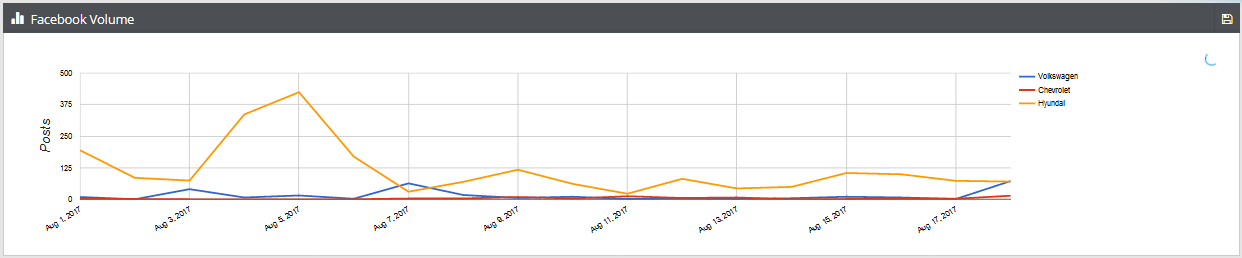 Facebook Volume
500
375
250
125
0
Posts
Aug 1, 2017
Aug 3, 2017
Aug 5, 2017
Aug 7, 2017
Aug 9, 2017
Aug 11, 2017
Aug 13, 2017
Aug 15, 2017
Aug 17, 2017
Volkswagen
Chevrolet
Hyundai